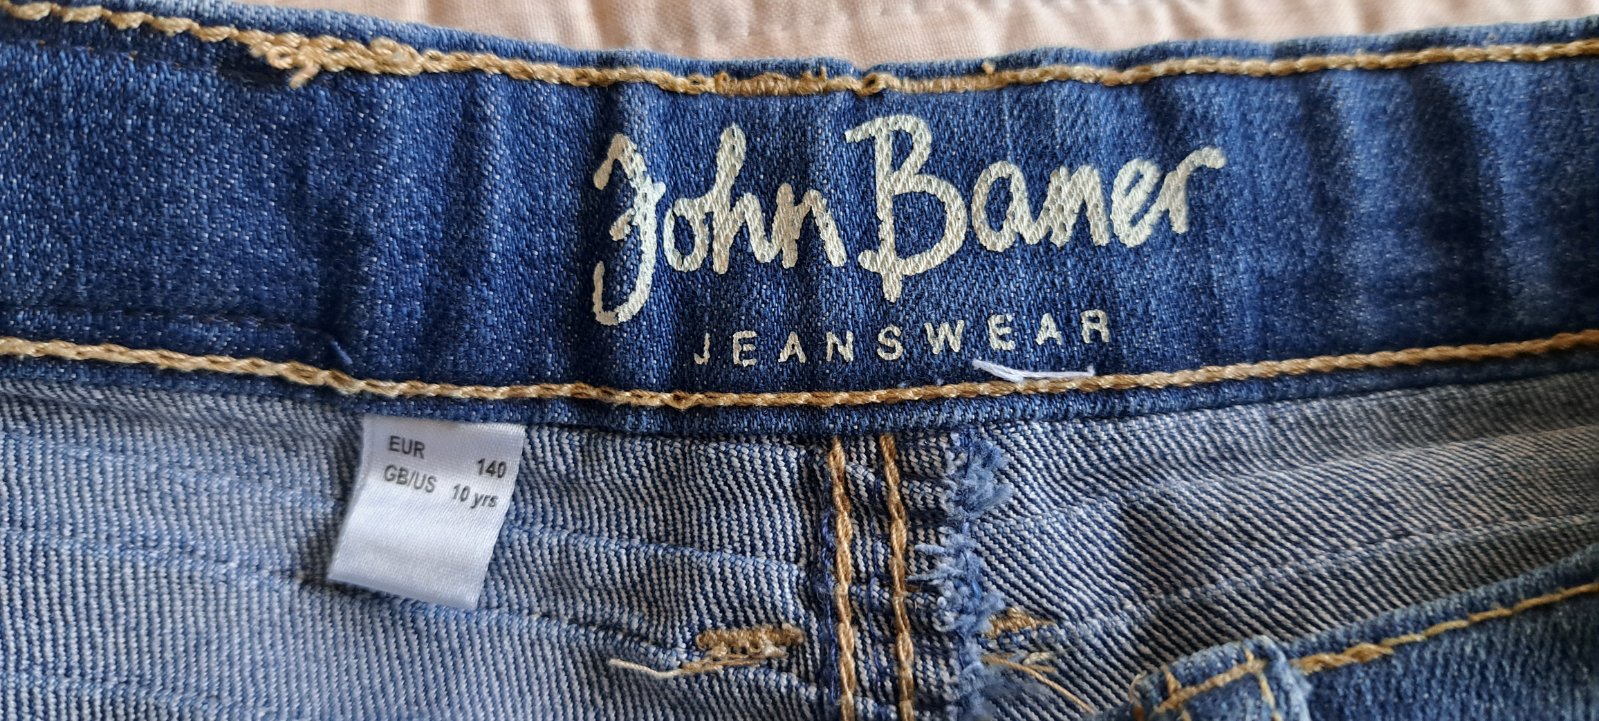 John Baner
JEANSWEAR
EUR 140
GB/US 10 yrs